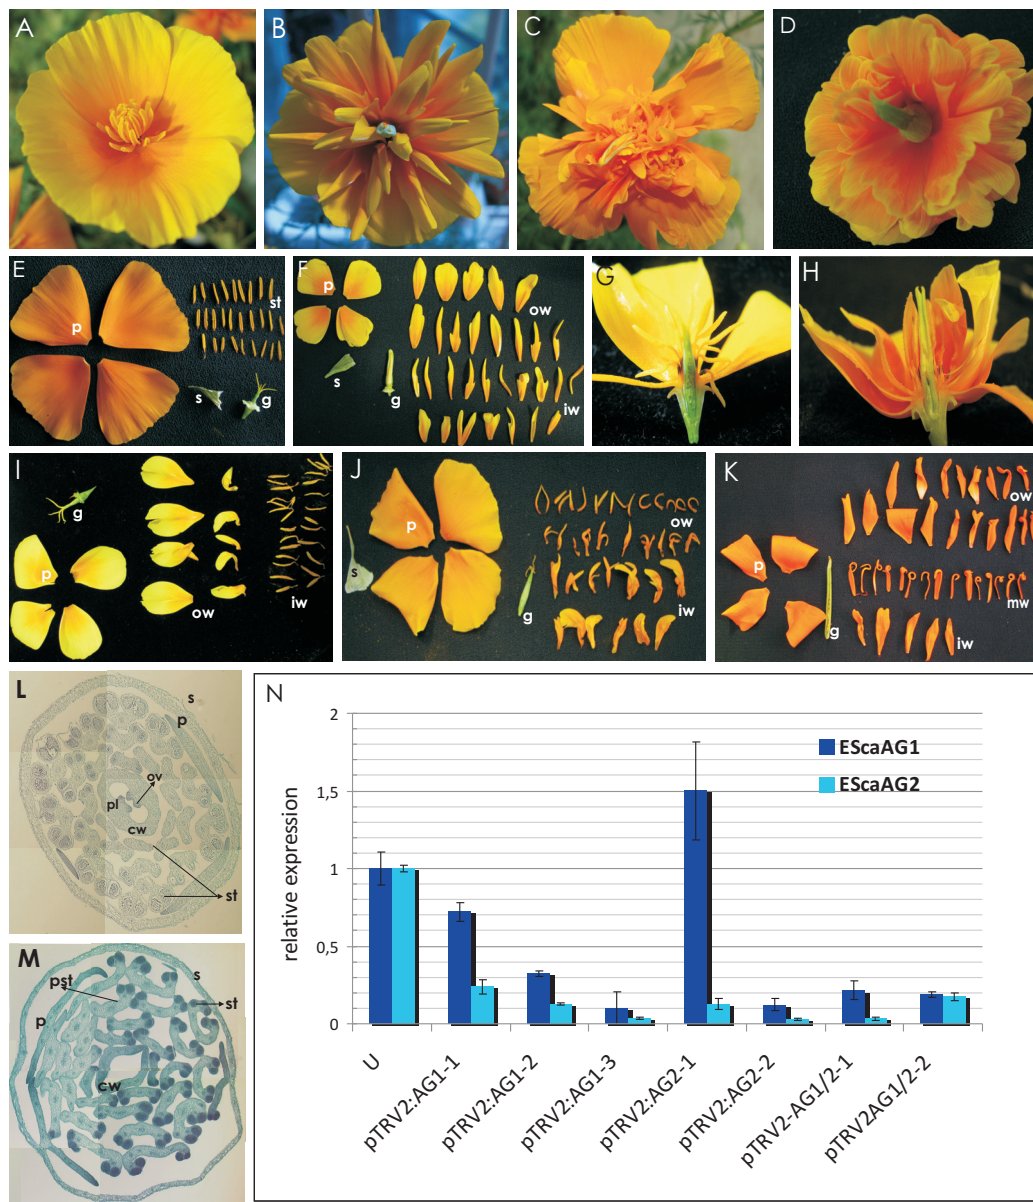 A
B
C
D
E
p
st
s
g
F
p
ow
s
g
iw
G
H
I
g
p
ow
iw
J
p
s
g
ow
iw
K
p
g
ow
mw
iw
L
s
p
ov
pl
cw
st
M
pst
s
st
p
cw
N
relative expression
2
1,5
1
0,5
0
EScaAG1
EScaAG2
U
pTRV2:AG1-1
pTRV2:AG1-2
pTRV2:AG1-3
pTRV2:AG2-1
pTRV2:AG2-2
pTRV2-AG1/2-1
pTRV2AG1/2-2